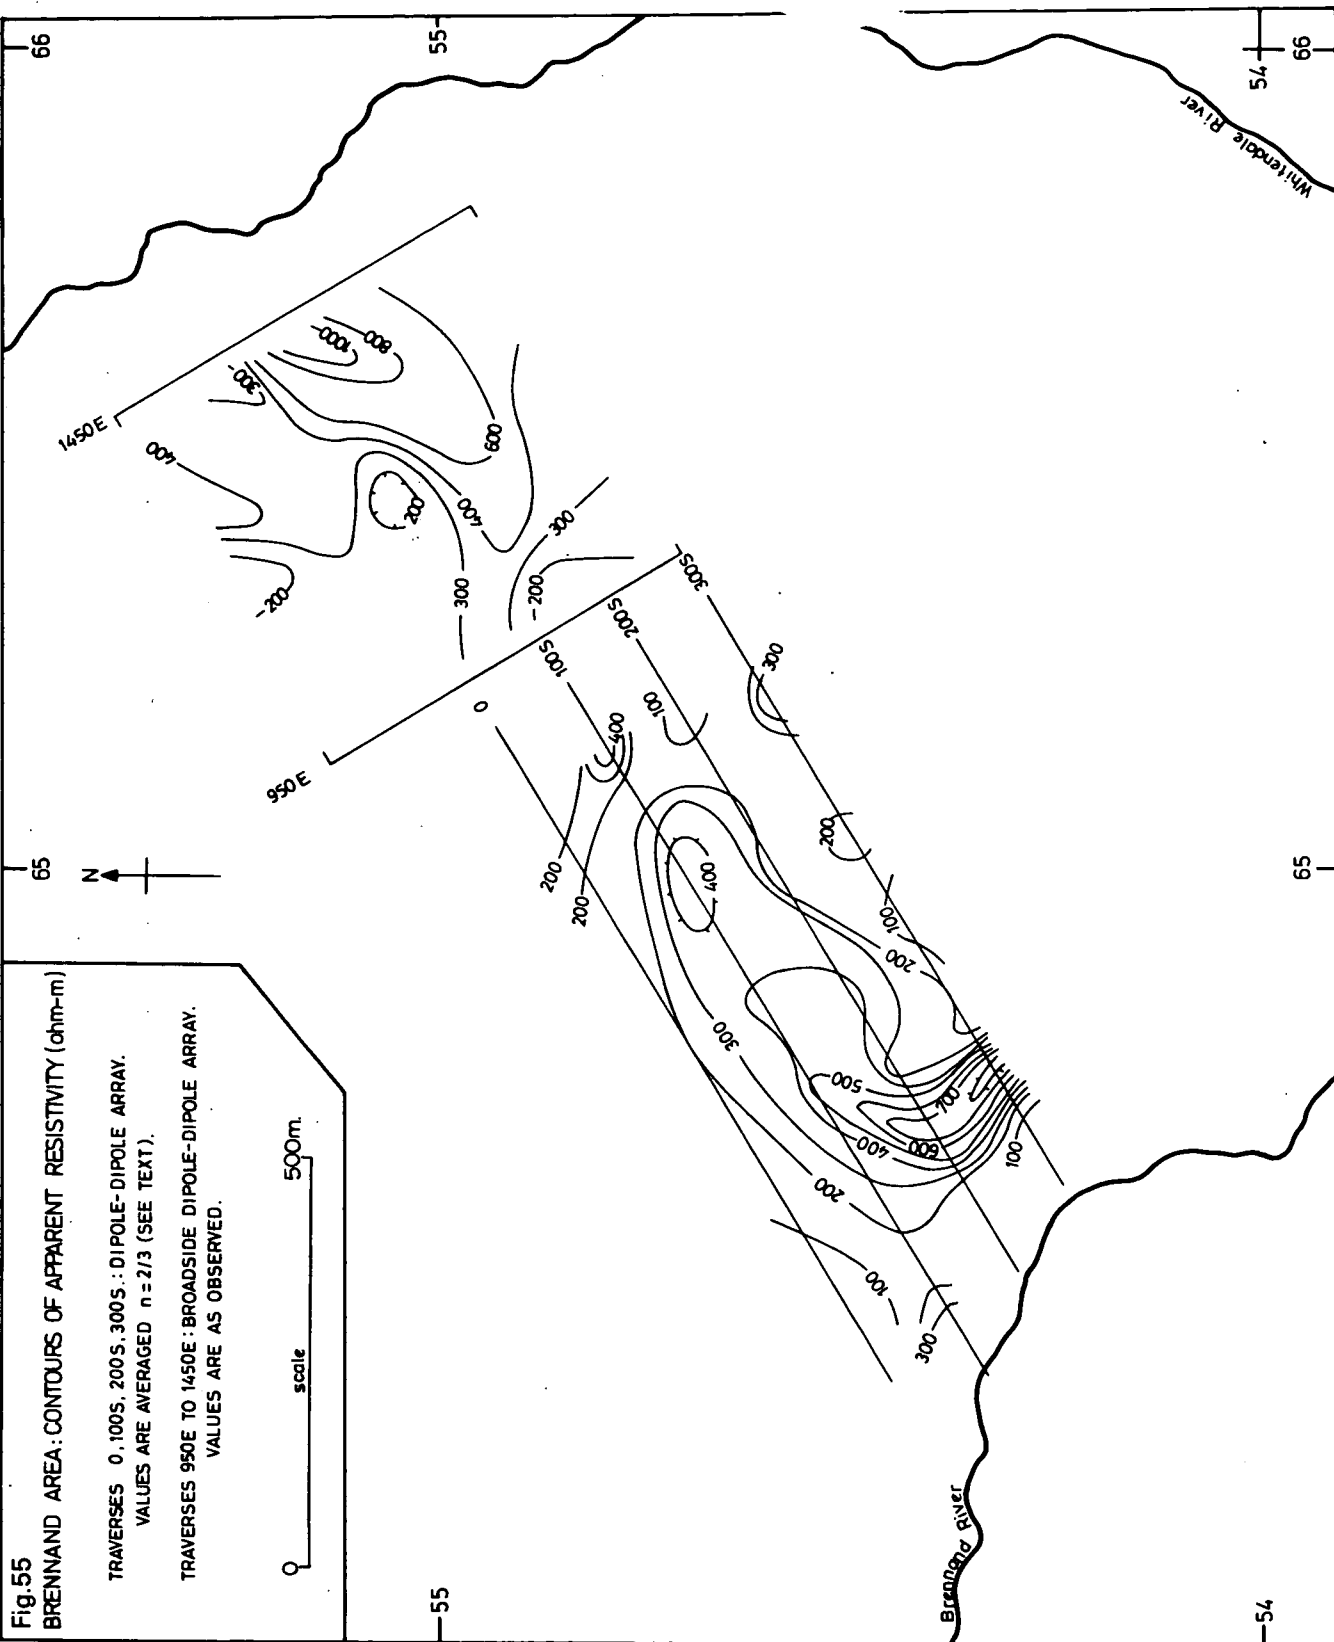 Fig.55
BRENNAND AREA: CONTOURS OF APPARENT RESISTIVITY (ohm-m)
TRAVERSES 0, 100S, 200S, 300S.: DIPOLE-DIPOLE ARRAY.
VALUES ARE AVERAGED n = 2/3 (SEE TEXT).
TRAVERSES 950E TO 1450E: BROADSIDE DIPOLE-DIPOLE ARRAY.
VALUES ARE AS OBSERVED.
0 scale 500m.
N
66
55
54
66
65
65
55
54
Whitendale River
Brennand River
1450E
950E
0
100S
200S
300S
1000
800
300
400
600
200
400
300
200
300
200
400
100
300
200
200
200
400
100
200
300
500
700
400
600
200
100
100
300